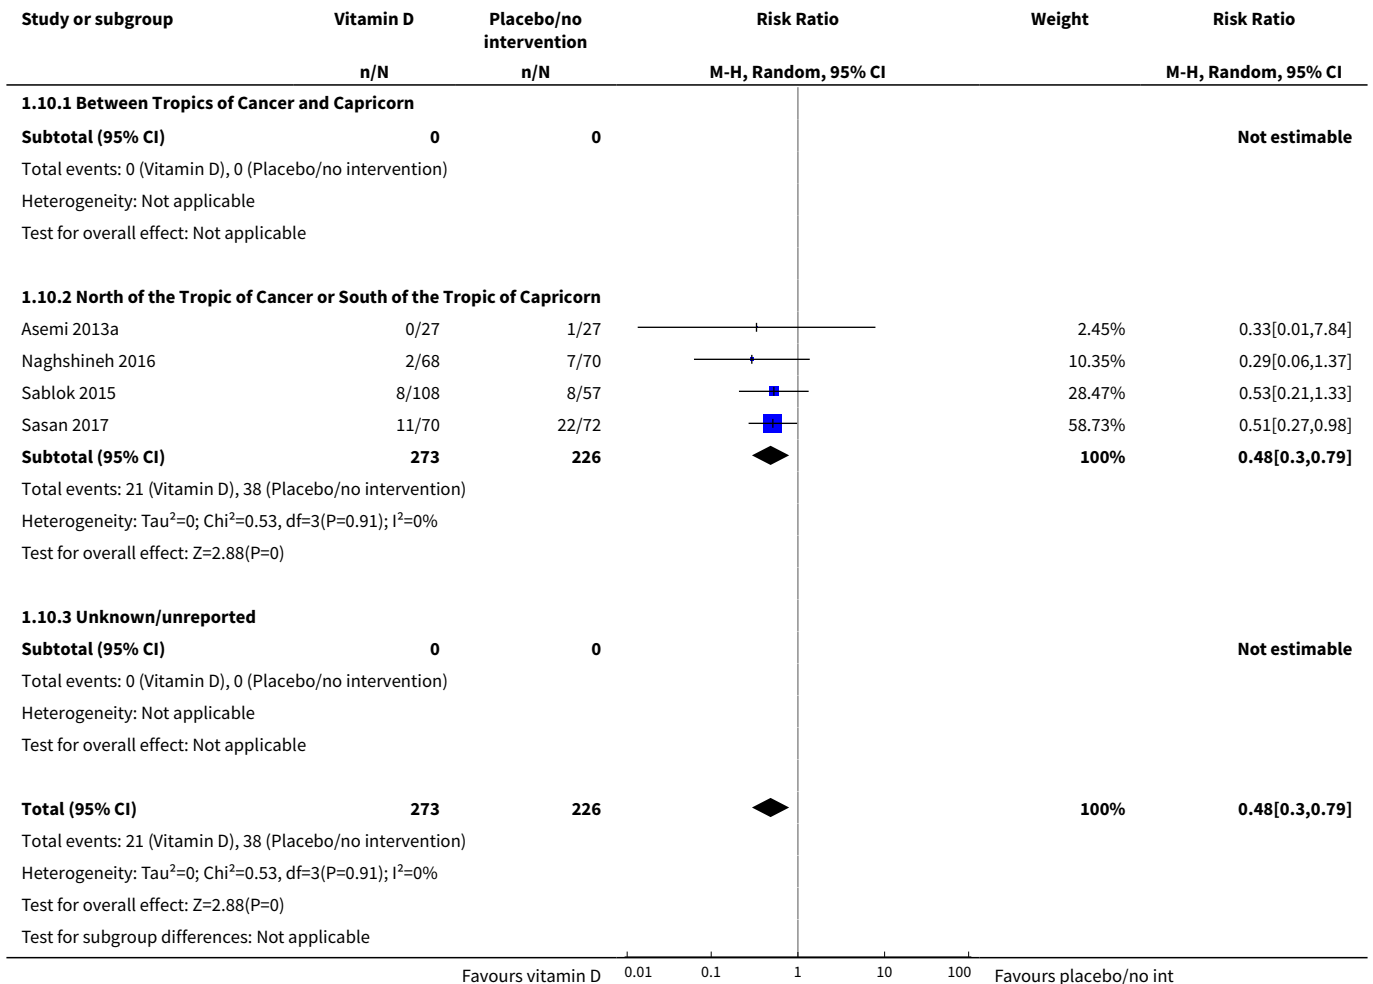 Study or subgroup Vitamin D Placebo/no intervention Risk Ratio Weight Risk Ratio
n/N n/N M-H, Random, 95% CI M-H, Random, 95% CI
1.10.1 Between Tropics of Cancer and Capricorn
Subtotal (95% CI) 0 0 Not estimable
Total events: 0 (Vitamin D), 0 (Placebo/no intervention)
Heterogeneity: Not applicable
Test for overall effect: Not applicable
1.10.2 North of the Tropic of Cancer or South of the Tropic of Capricorn
Asemi 2013a 0/27 1/27 2.45% 0.33[0.01,7.84]
Naghshineh 2016 2/68 7/70 10.35% 0.29[0.06,1.37]
Sablok 2015 8/108 8/57 28.47% 0.53[0.21,1.33]
Sasan 2017 11/70 22/72 58.73% 0.51[0.27,0.98]
Subtotal (95% CI) 273 226 100% 0.48[0.3,0.79]
Total events: 21 (Vitamin D), 38 (Placebo/no intervention)
Heterogeneity: Tau²=0; Chi²=0.53, df=3(P=0.91); I²=0%
Test for overall effect: Z=2.88(P=0)
1.10.3 Unknown/unreported
Subtotal (95% CI) 0 0 Not estimable
Total events: 0 (Vitamin D), 0 (Placebo/no intervention)
Heterogeneity: Not applicable
Test for overall effect: Not applicable
Total (95% CI) 273 226 100% 0.48[0.3,0.79]
Total events: 21 (Vitamin D), 38 (Placebo/no intervention)
Heterogeneity: Tau²=0; Chi²=0.53, df=3(P=0.91); I²=0%
Test for overall effect: Z=2.88(P=0)
Test for subgroup differences: Not applicable
Favours vitamin D 0.01 0.1 1 10 100 Favours placebo/no int